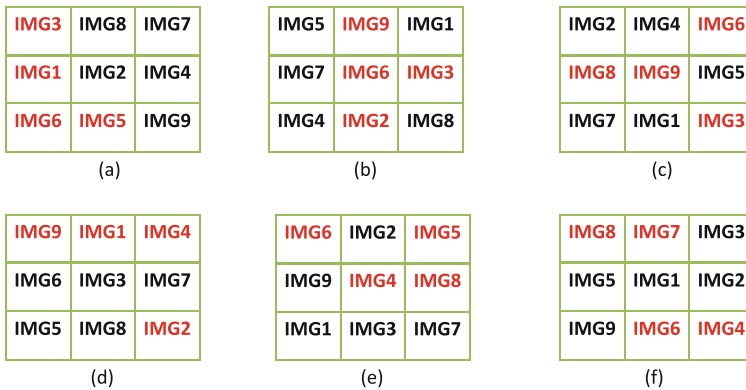 IMG3 IMG8 IMG7 IMG5 IMG9 IMG1 IMG2 IMG4 IMG6
IMG1 IMG2 IMG4 IMG7 IMG6 IMG3 IMG8 IMG9 IMG5
IMG6 IMG5 IMG9 IMG4 IMG2 IMG8 IMG7 IMG1 IMG3
(a) (b) (c)
IMG9 IMG1 IMG4 IMG6 IMG2 IMG5 IMG8 IMG7 IMG3
IMG6 IMG3 IMG7 IMG9 IMG4 IMG8 IMG5 IMG1 IMG2
IMG5 IMG8 IMG2 IMG1 IMG3 IMG7 IMG9 IMG6 IMG4
(d) (e) (f)